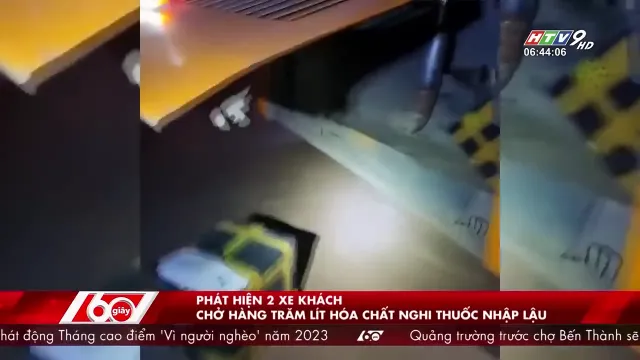 HTV9 HD
06:44:06
60 giây
PHÁT HIỆN 2 XE KHÁCH
CHỞ HÀNG TRĂM LÍT HÓA CHẤT NGHI THUỐC NHẬP LẬU
hát động Tháng cao điểm 'Vì người nghèo' năm 2023 60 Quảng trường trước chợ Bến Thành sẽ